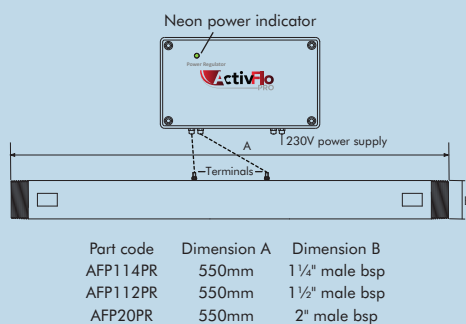 Neon power indicator
Power Regulator
ActivFlo
PRO
230V power supply
A
Terminals
Part code Dimension A Dimension B
AFP114PR 550mm 1¼" male bsp
AFP112PR 550mm 1½" male bsp
AFP20PR 550mm 2" male bsp